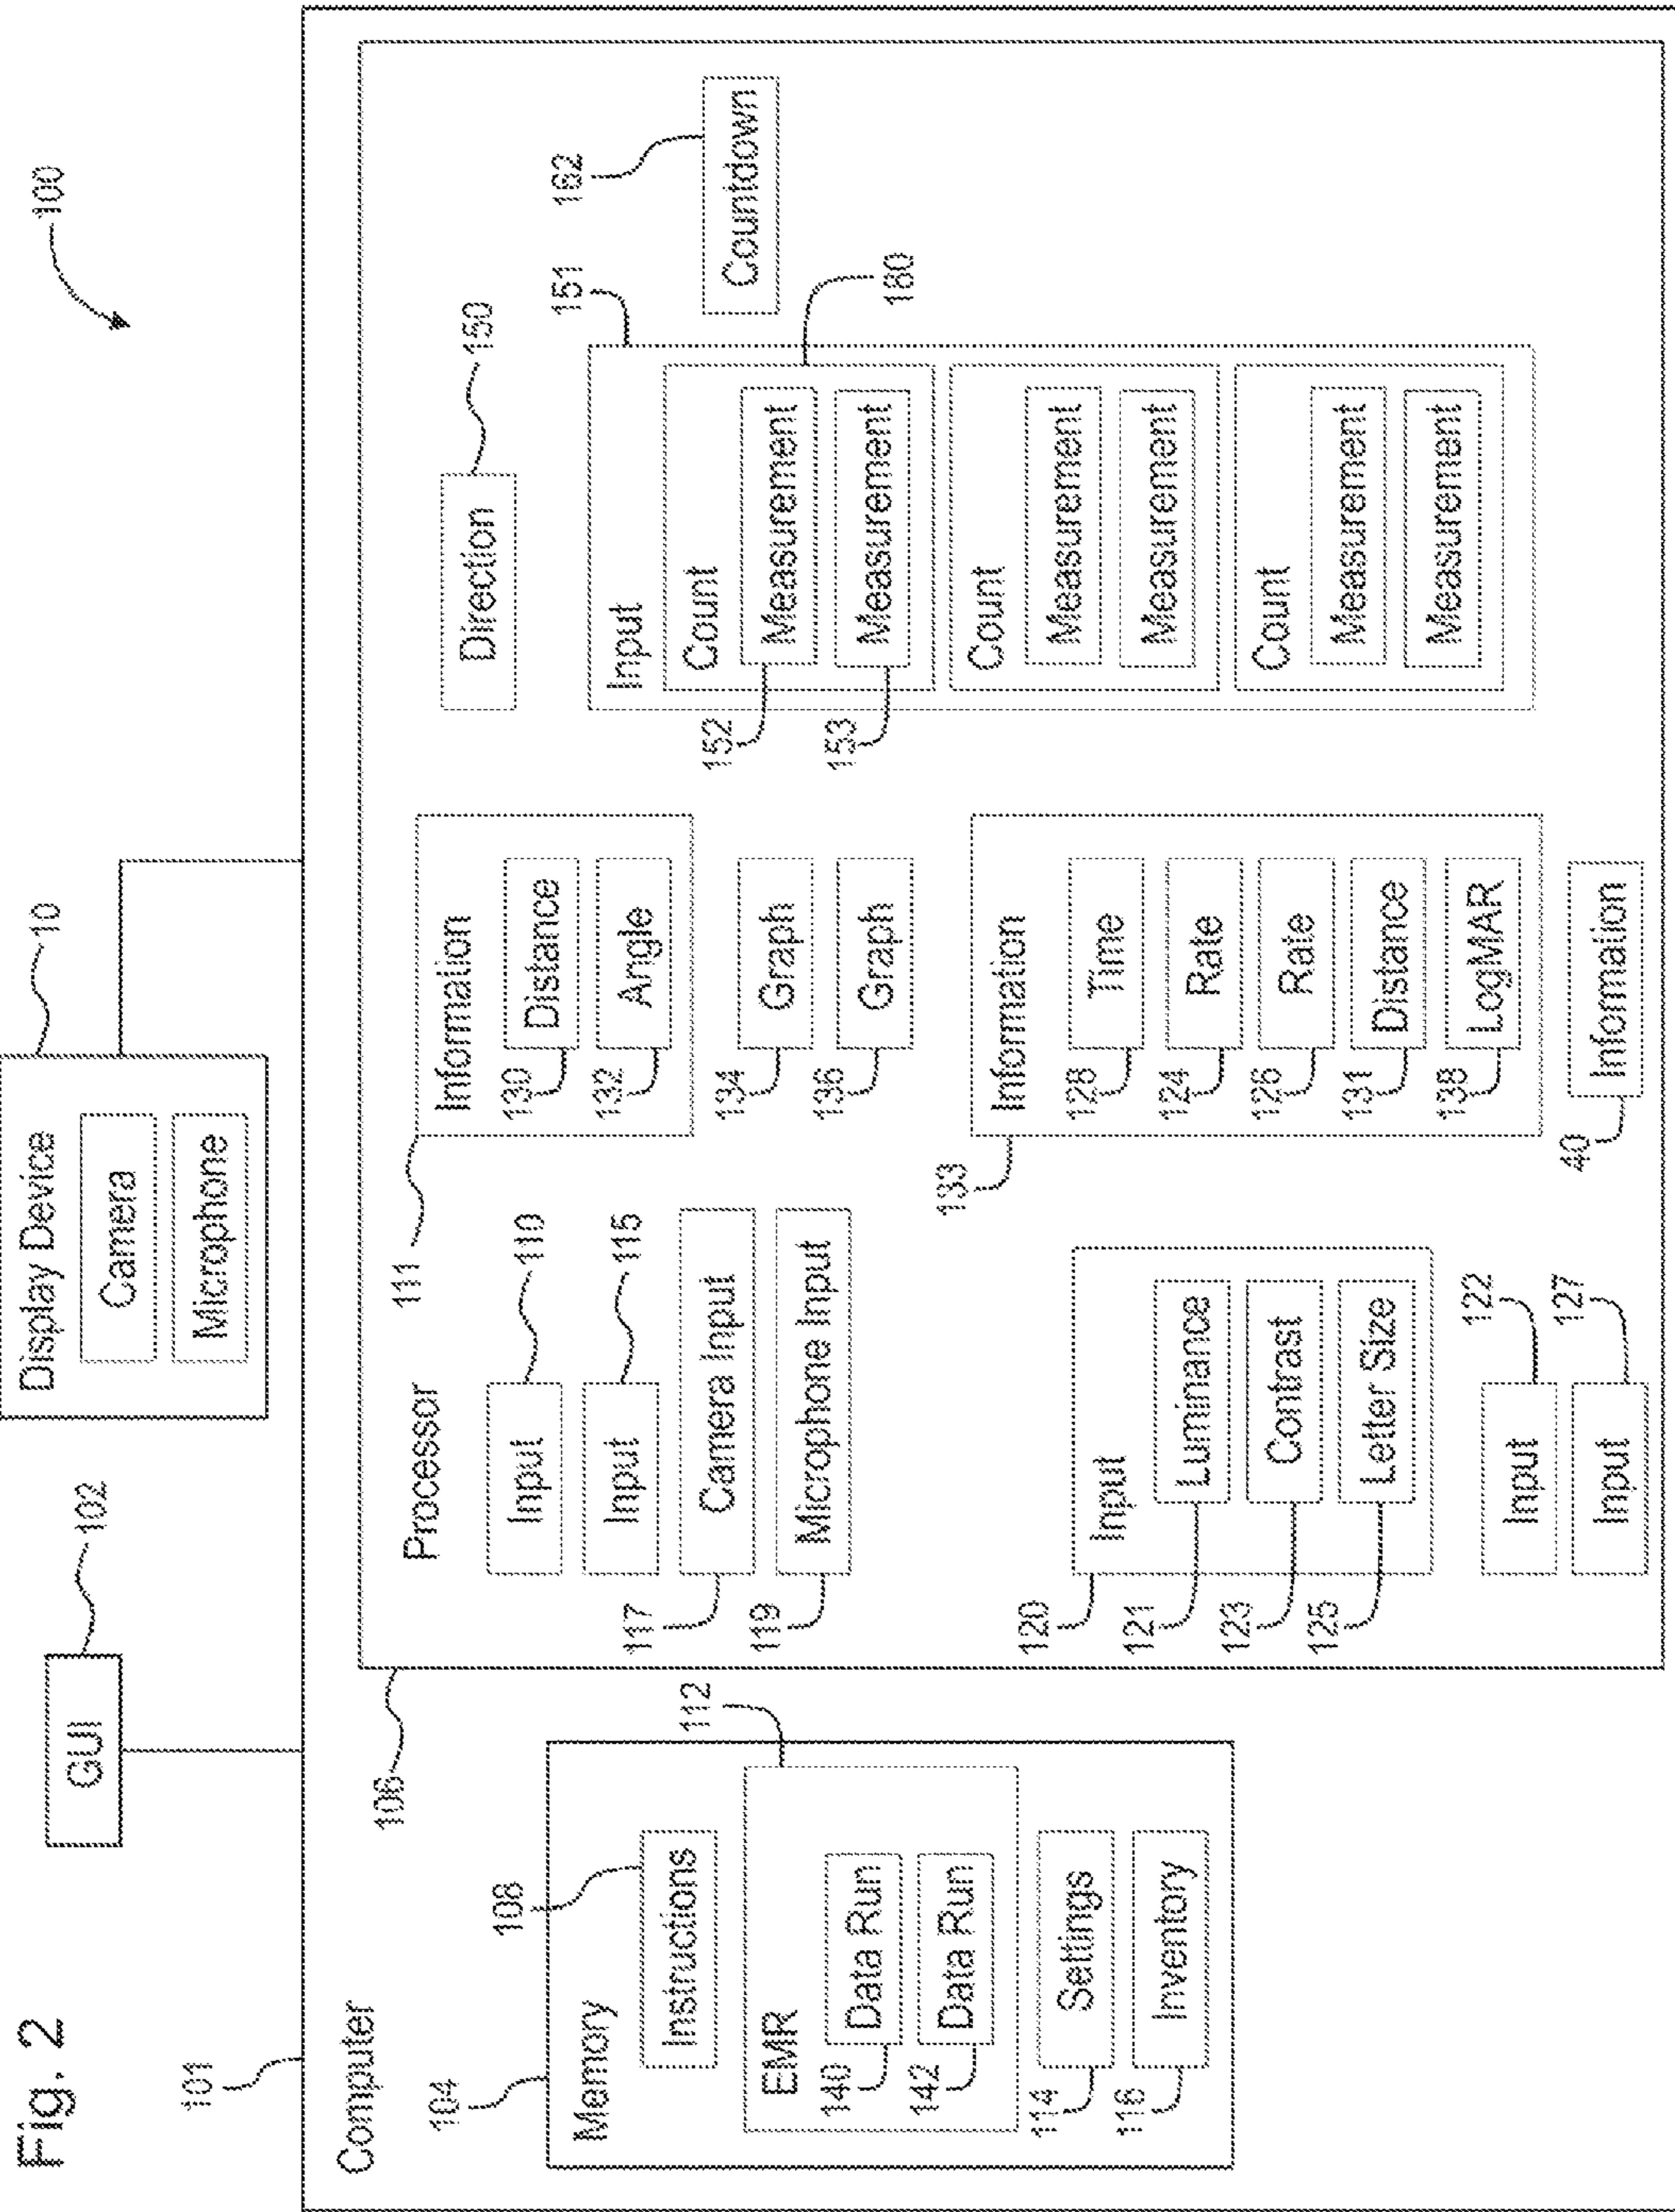 Fig. 2
100
GUI
102
Display Device
10
Camera
Microphone
101
Computer
104
Memory
108
Instructions
112
EMR
140
Data Run
142
Data Run
114
Settings
116
Inventory
106
Processor
Input
110
Input
115
117
Camera Input
119
Microphone Input
120
Input
121
Luminance
123
Contrast
125
Letter Size
Input
122
Input
127
111
Information
130
Distance
132
Angle
134
Graph
136
Graph
133
Information
128
Time
124
Rate
126
Rate
131
Distance
138
LogMAR
40
Information
Direction
150
151
Input
Count
152
Measurement
153
Measurement
Count
Measurement
Measurement
Count
Measurement
Measurement
Countdown